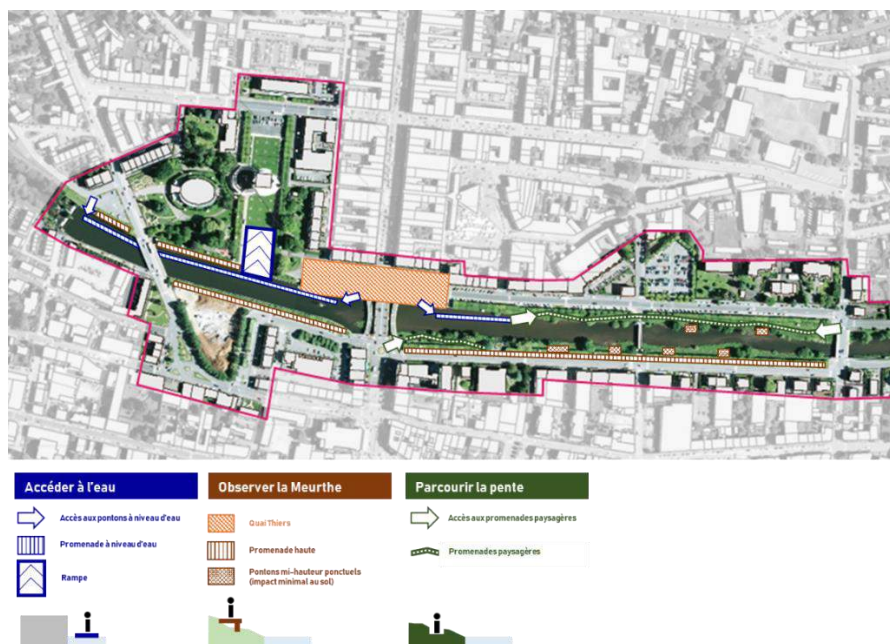 Accéder à l'eau
Accès aux pontons à niveau d'eau
Promenade à niveau d'eau
Rampe
Observer la Meurthe
Quai Thiers
Promenade haute
Pontons mi-hauteur ponctuels
(impact minimal au sol)
Parcourir la pente
Accès aux promenades paysagères
Promenades paysagères